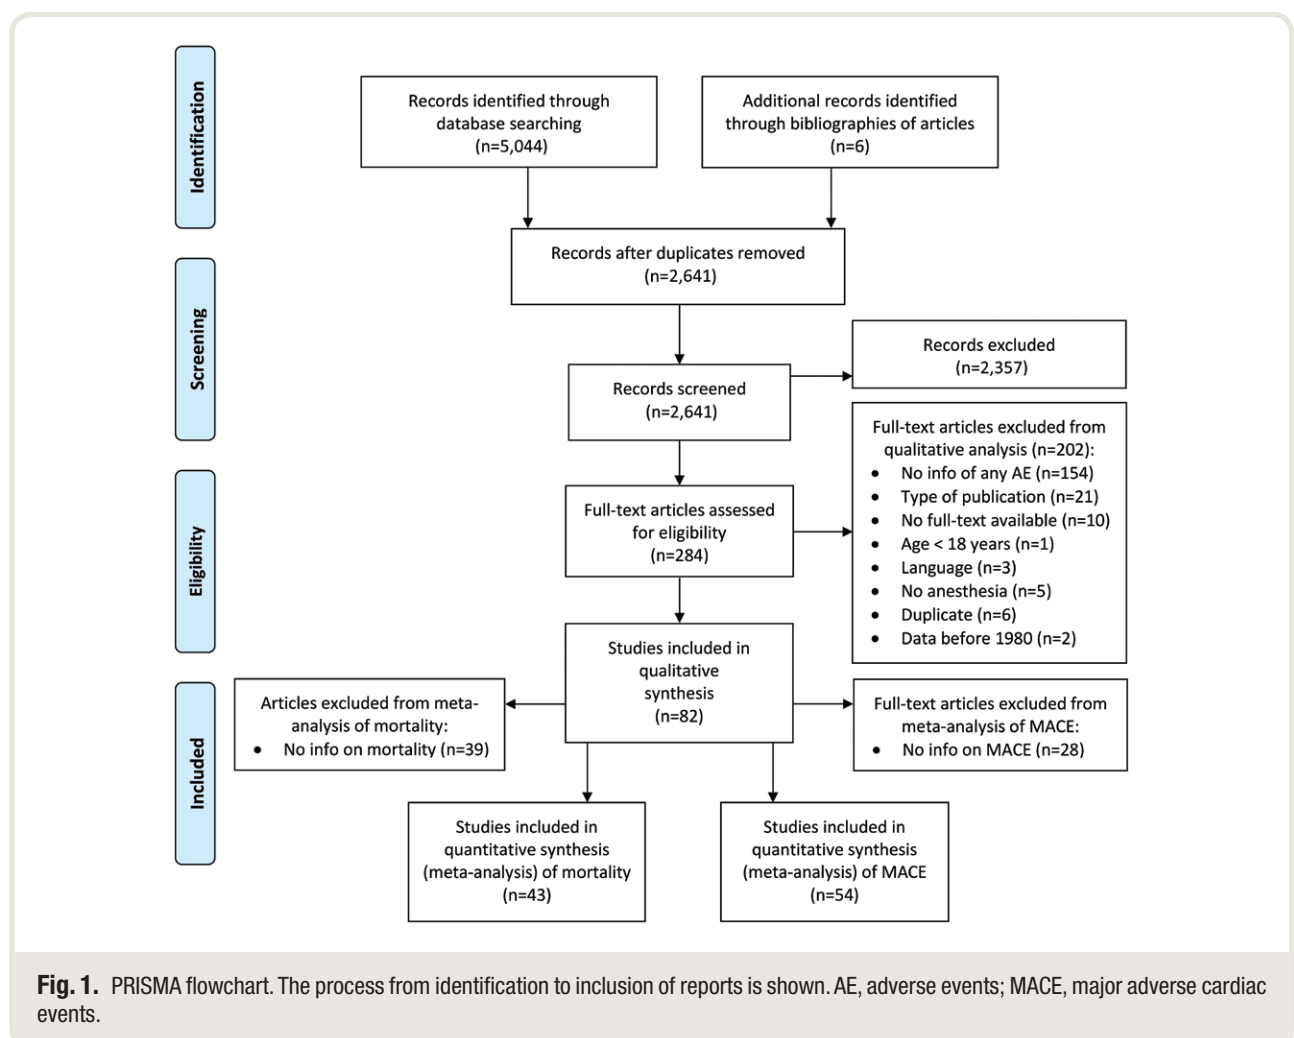 Identification
Records identified through
database searching
(n=5,044)
Additional records identified
through bibliographies of articles
(n=6)
Records after duplicates removed
(n=2,641)
Screening
Records screened
(n=2,641)
Records excluded
(n=2,357)
Eligibility
Full-text articles assessed
for eligibility
(n=284)
Full-text articles excluded from
qualitative analysis (n=202):
• No info of any AE (n=154)
• Type of publication (n=21)
• No full-text available (n=10)
• Age < 18 years (n=1)
• Language (n=3)
• No anesthesia (n=5)
• Duplicate (n=6)
• Data before 1980 (n=2)
Included
Studies included in
qualitative
synthesis
(n=82)
Articles excluded from meta-
analysis of mortality:
• No info on mortality (n=39)
Full-text articles excluded from
meta-analysis of MACE:
• No info on MACE (n=28)
Studies included in
quantitative synthesis
(meta-analysis) of mortality
(n=43)
Studies included in
quantitative synthesis
(meta-analysis) of MACE
(n=54)
Fig. 1. PRISMA flowchart. The process from identification to inclusion of reports is shown. AE, adverse events; MACE, major adverse cardiac
events.